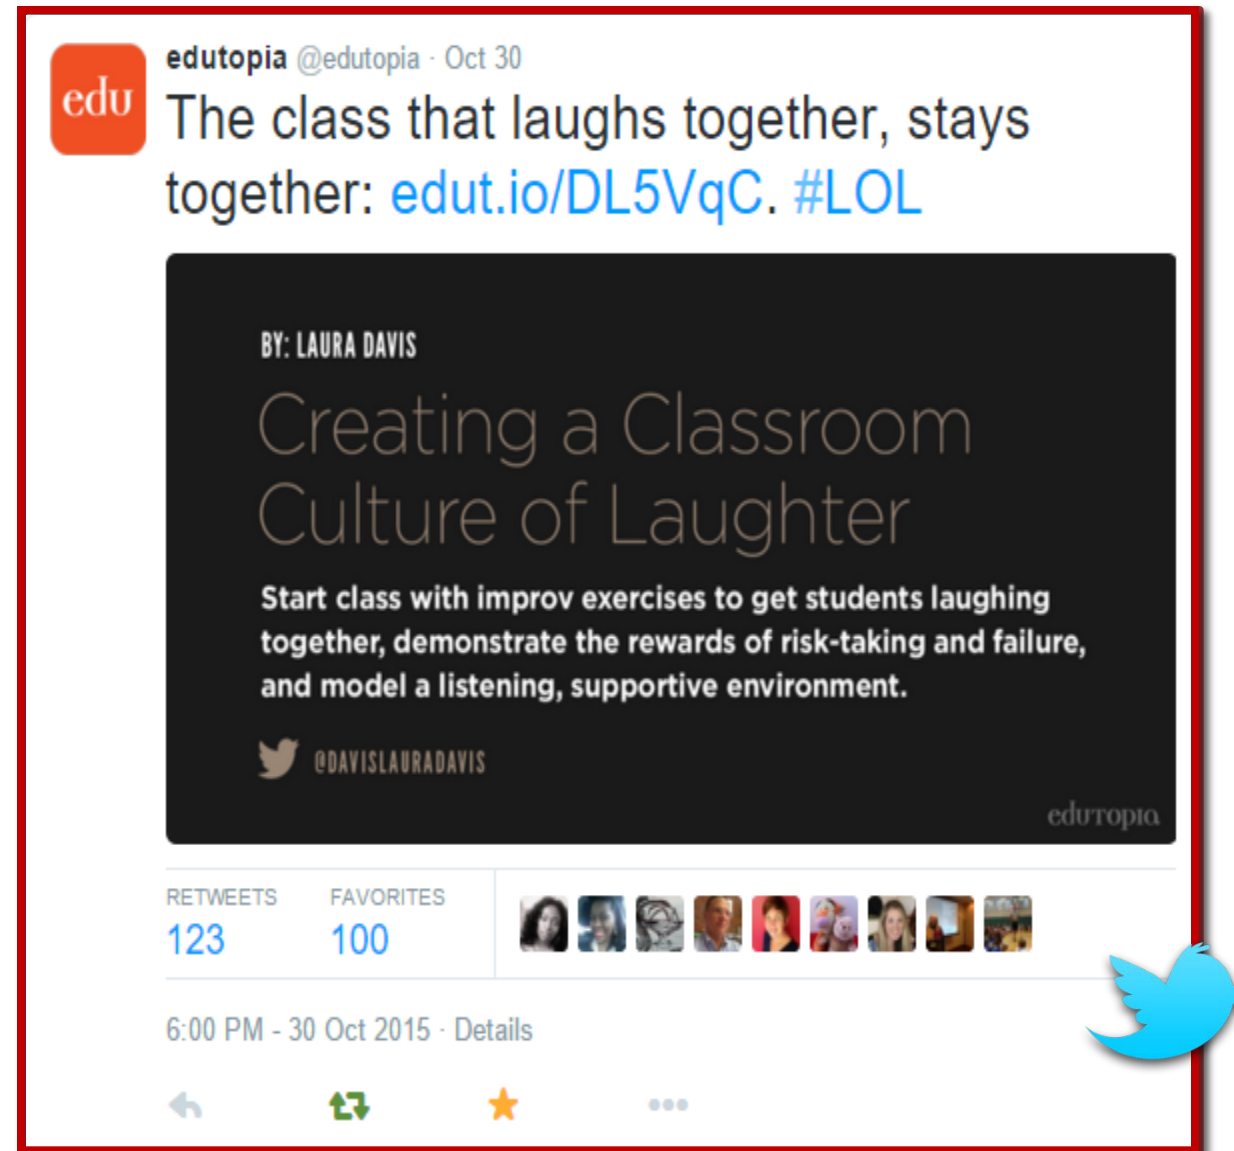 edu
edutopia @edutopia · Oct 30
The class that laughs together, stays
together: edut.io/DL5VqC. #LOL
BY: LAURA DAVIS
Creating a Classroom
Culture of Laughter
Start class with improv exercises to get students laughing
together, demonstrate the rewards of risk-taking and failure,
and model a listening, supportive environment.
@DAVISLAURADAVIS
edutopia
RETWEETS FAVORITES
123 100
6:00 PM - 30 Oct 2015 · Details